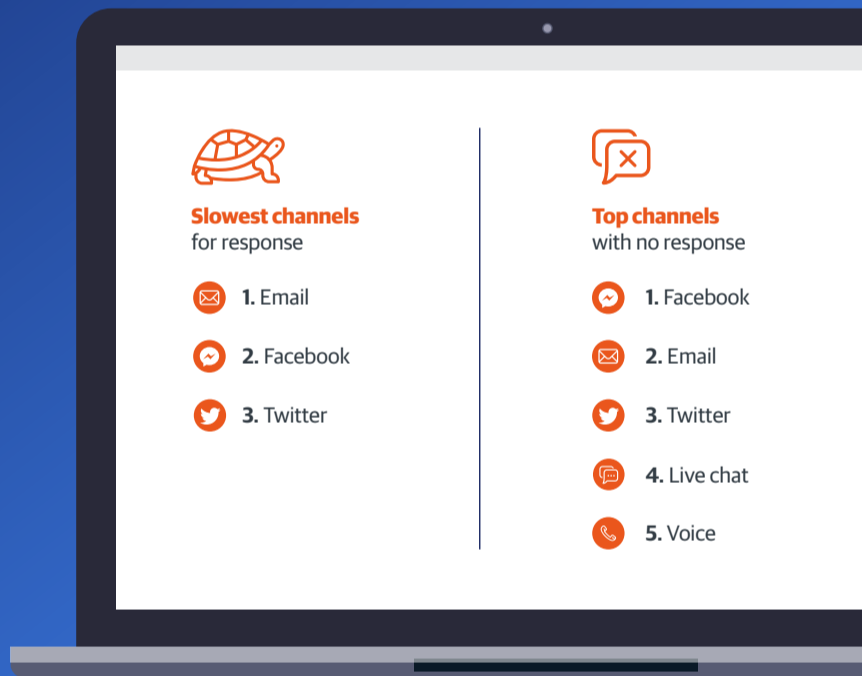 Slowest channels
for response
1. Email
2. Facebook
3. Twitter
Top channels
with no response
1. Facebook
2. Email
3. Twitter
4. Live chat
5. Voice